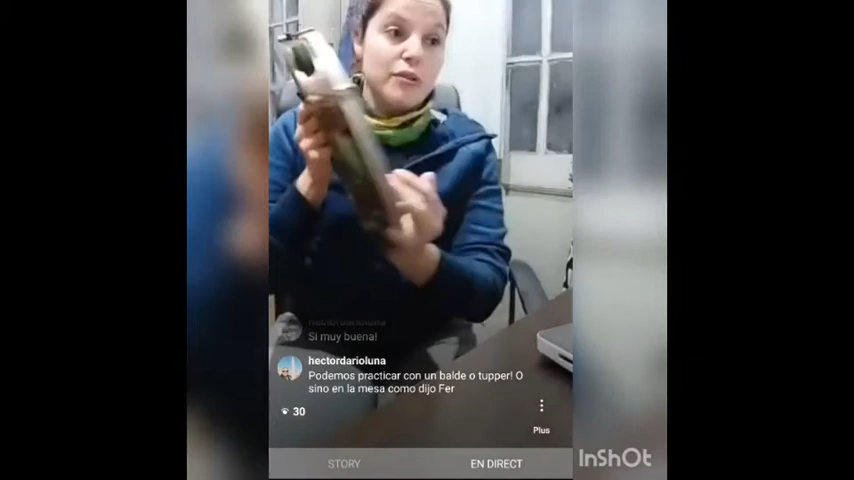 hectordarioluna
Si muy buena!
hectordarioluna
Podemos practicar con un balde o tupper! O
sino en la mesa como dijo Fer
30
Plus
STORY
EN DIRECT
InShOt